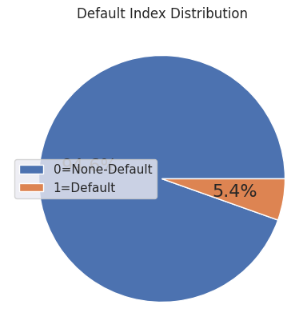 Default Index Distribution
0=None-Default
1=Default
5.4%